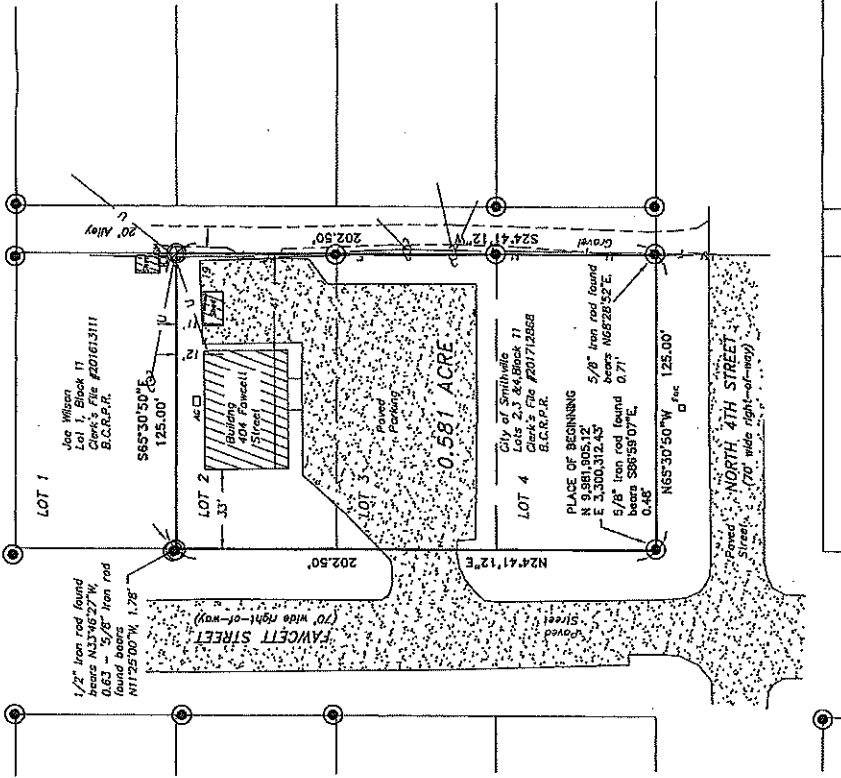 LOT 1
Joe Wilson
Lot 1, Block 11
Clerk's File #201613111
B.C.R.P.R.
20' Alley
U
S65°30'50"E
125.00'
1/2" Iron rod found
bears N33°46'27"W,
0.63 - 5/8" Iron rod
found bears
N11°25'00"W, 1.78'
LOT 2
AC
Building
404 Fawcett
Street
33'
12'
11'
19'
41'
202.50'
S24°41'12"W
Gravel
LOT 3
Paved
Parking
0.581 ACRE
202.50'
N24°41'12"E
FAWCETT STREET
(70' wide right-of-way)
Paved
Street
LOT 4
City of Smithville
Lots 2,3 &4,Block 11
Clerk's File #201712868
B.C.R.P.R.
PLACE OF BEGINNING
N 9,981,905.12
E 3,300,312.43
5/8" Iron rod found
bears S86°59'07"E,
0.48'
5/8" Iron rod found
bears N68°28'52"E,
0.71'
N65°30'50"W 125.00'
Paved
Street
NORTH 4TH STREET
(70' wide right-of-way)